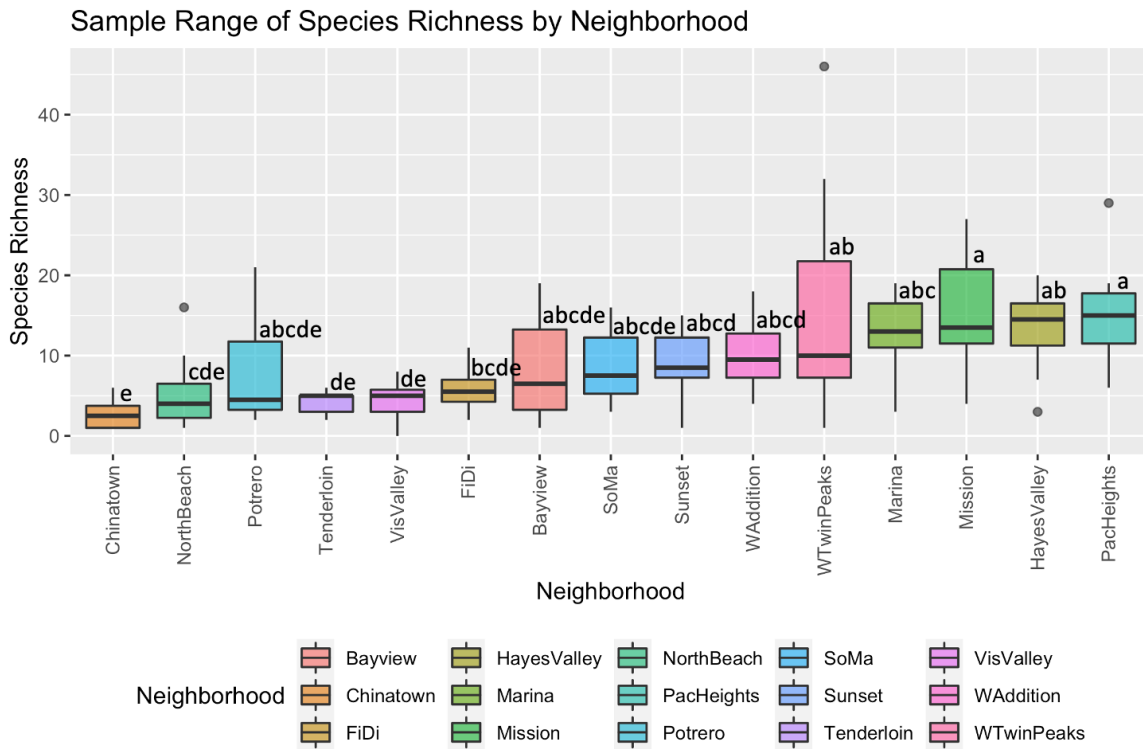 Sample Range of Species Richness by Neighborhood
Species Richness
40
30
20
10
0
e
cde
abcde
de
de
bcde
abcde
abcde
abcd
abcd
ab
abc
a
ab
a
Chinatown
NorthBeach
Potrero
Tenderloin
VisValley
FiDi
Bayview
SoMa
Sunset
WAddition
WTwinPeaks
Marina
Mission
HayesValley
PacHeights
Neighborhood
Neighborhood
Bayview HayesValley NorthBeach SoMa VisValley
Chinatown Marina PacHeights Sunset WAddition
FiDi Mission Potrero Tenderloin WTwinPeaks